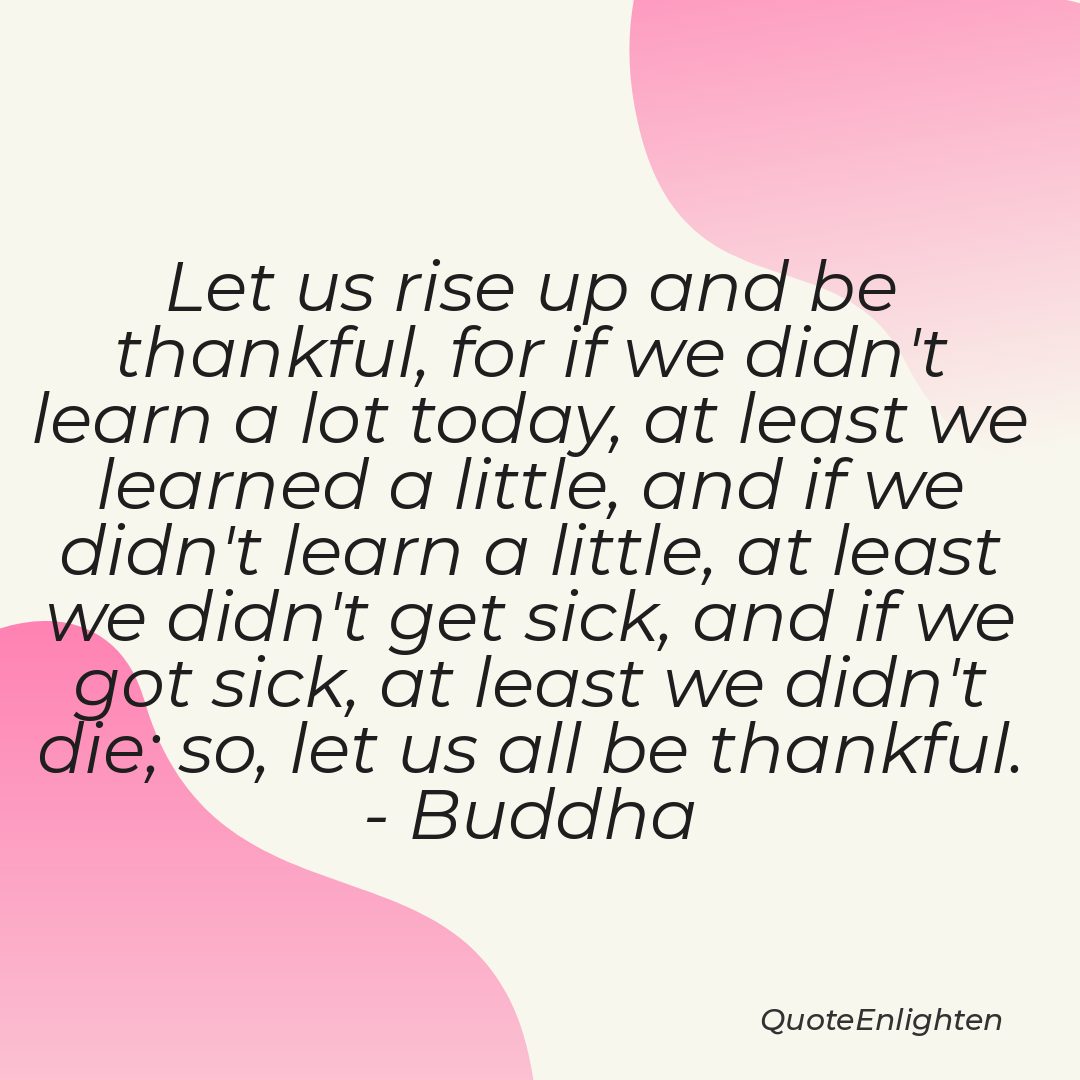 Let us rise up and be
thankful, for if we didn't
learn a lot today, at least we
learned a little, and if we
didn't learn a little, at least
we didn't get sick, and if we
got sick, at least we didn't
die; so, let us all be thankful.
- Buddha
QuoteEnlighten